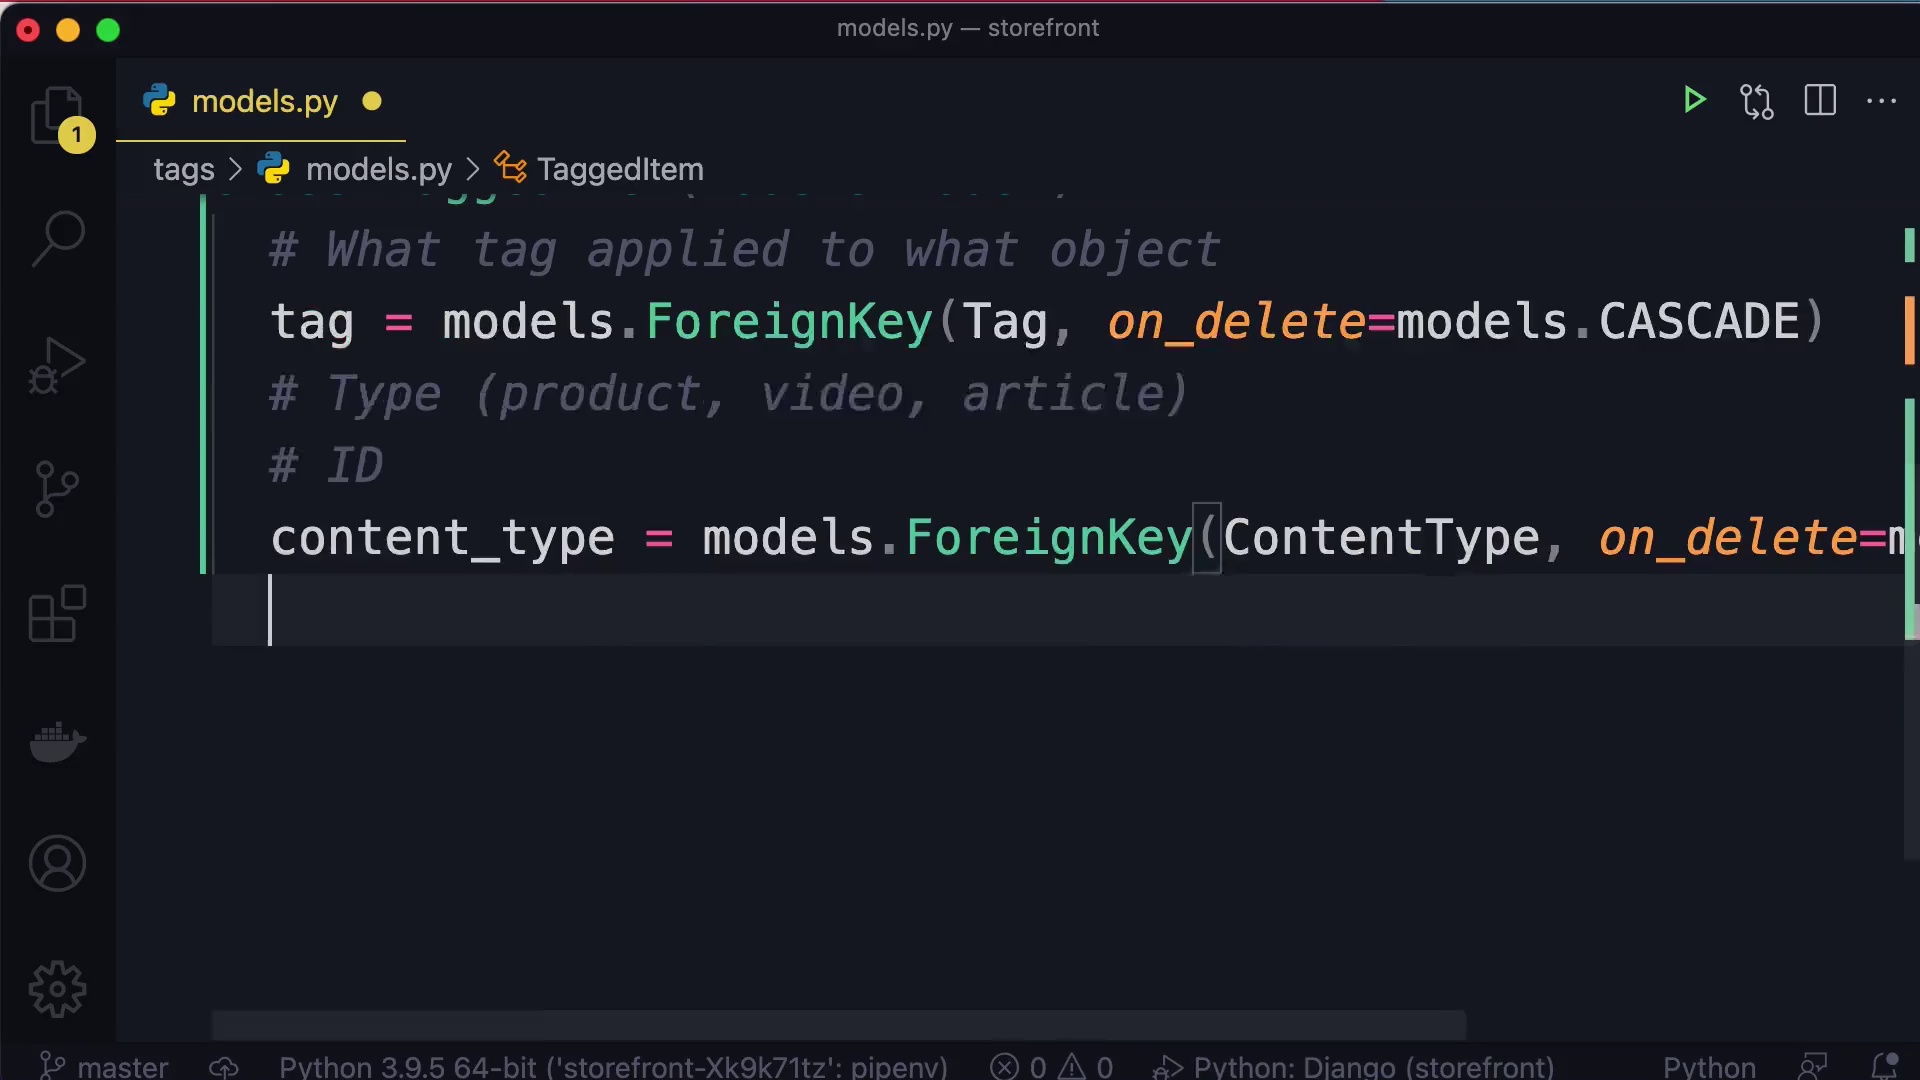 models.py — storefront
models.py
1
tags > models.py > TaggedItem
# What tag applied to what object
tag = models.ForeignKey(Tag, on_delete=models.CASCADE)
# Type (product, video, article)
# ID
content_type = models.ForeignKey(ContentType, on_delete=m
master Python 3.9.5 64-bit ('storefront-Xk9k71tz': pipenv) 0 0 Python: Django (storefront) Python